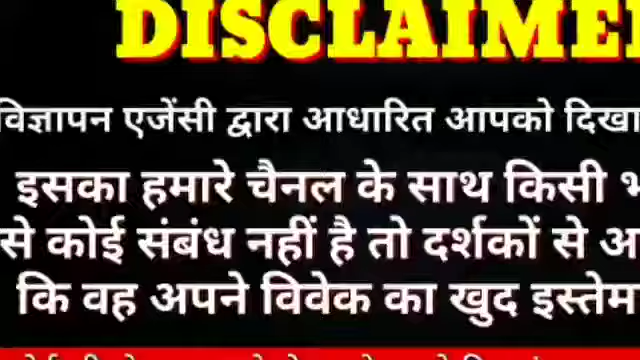 DISCLAIME
विज्ञापन एजेंसी द्वारा आधारित आपको दिखा
इसका हमारे चैनल के साथ किसी भ
से कोई संबंध नहीं है तो दर्शकों से अ
कि वह अपने विवेक का खुद इस्तेम